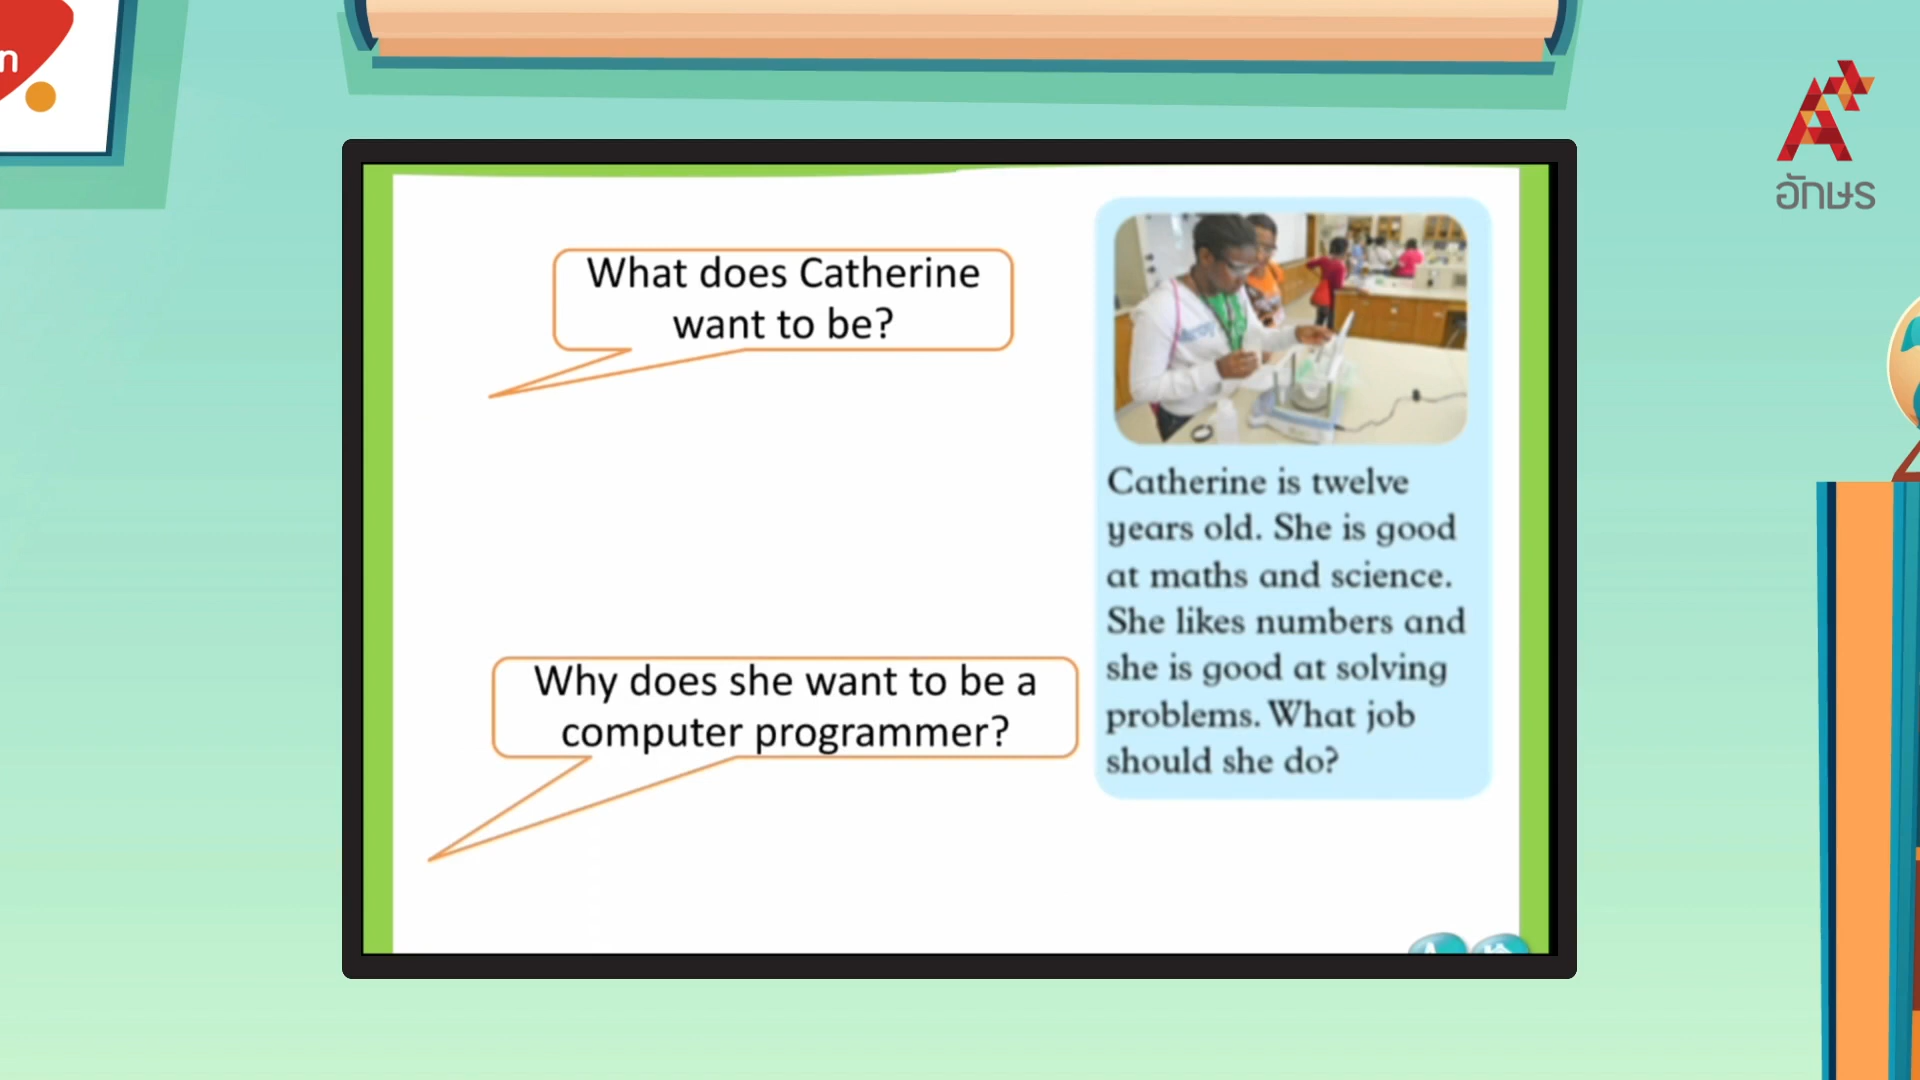 n
อักษร
What does Catherine
want to be?
Catherine is twelve
years old. She is good
at maths and science.
She likes numbers and
she is good at solving
problems. What job
should she do?
Why does she want to be a
computer programmer?